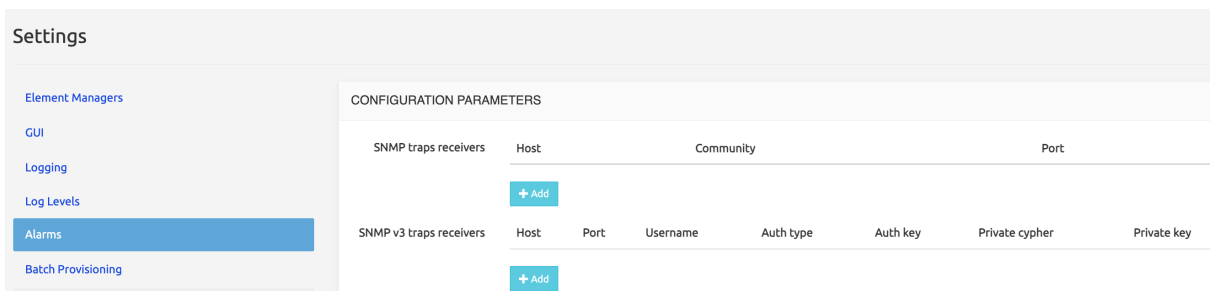 Settings
Element Managers
GUI
Logging
Log Levels
Alarms
Batch Provisioning
CONFIGURATION PARAMETERS
SNMP traps receivers Host Community Port
+ Add
SNMP v3 traps receivers Host Port Username Auth type Auth key Private cypher Private key
+ Add